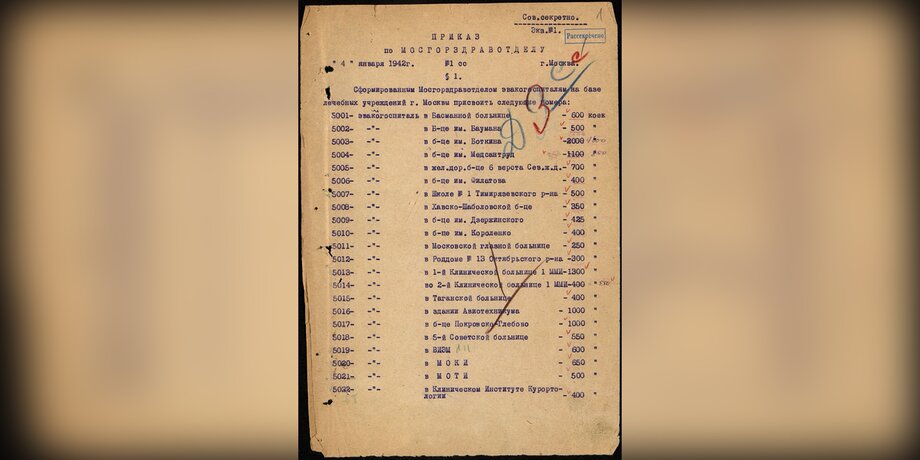 Сов.секретно. 1
Экз.№1.
Рассекречено
ПРИКАЗ
по МОСГОРЗДРАВОТДЕЛУ
"4" января 1942г. №1 сс г.Москва.
§ 1.
Сформированным Мосгорздравотделом эвакогоспиталям на базе
лечебных учреждений г. Москвы присвоить следующие номера:
5001- эвакогоспиталь в Басманной больнице - 600 коек
5002- -"- в Б-це им. Баумана - 500 "
5003- -"- в б-це им. Боткина -2000 "
5004- -"- в б-це им. Медсантруд -1100 "
5005- -"- в жел.дор.б-це 6 верста Сев.ж.д.- 700 "
5006- -"- в б-це им. Филатова - 400 "
5007- -"- в Школе № 1 Тимирязевского р-на - 500 "
5008- -"- в Хавско-Шаболовской б-це - 350 "
5009- -"- в б-це им. Дзержинского - 425 "
5010- -"- в б-це им. Короленко - 400 "
5011- -"- в Московской глазной больнице - 250 "
5012- -"- в Роддоме № 13 Октябрьского р-на -300 "
5013- -"- в 1-й Клинической больнице 1 ММИ-1300 "
5014- -"- во 2-й Клинической больнице 1 ММИ-400 "
5015- -"- в Таганской больнице - 400 "
5016- -"- в здании Авиотехникума - 1000 "
5017- -"- в б-це Покровско-Глебово - 1000 "
5018- -"- в 5-й Советской больнице - 550 "
5019- -"- в ВИЭМ - 600 "
5020- -"- в МОКИ - 650 "
5021- -"- в МОТИ - 500 "
5022- -"- в Клиническом Институте Курорто-
логии - 400 "